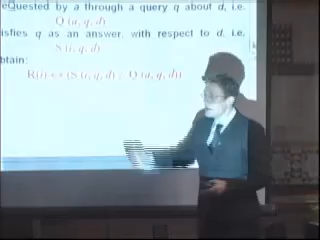 eQuested by a through a query q about d, i.e.
Q (a, q, d)
isfies q as an answer, with respect to d, i.e.
S (i, q, d)
btain: